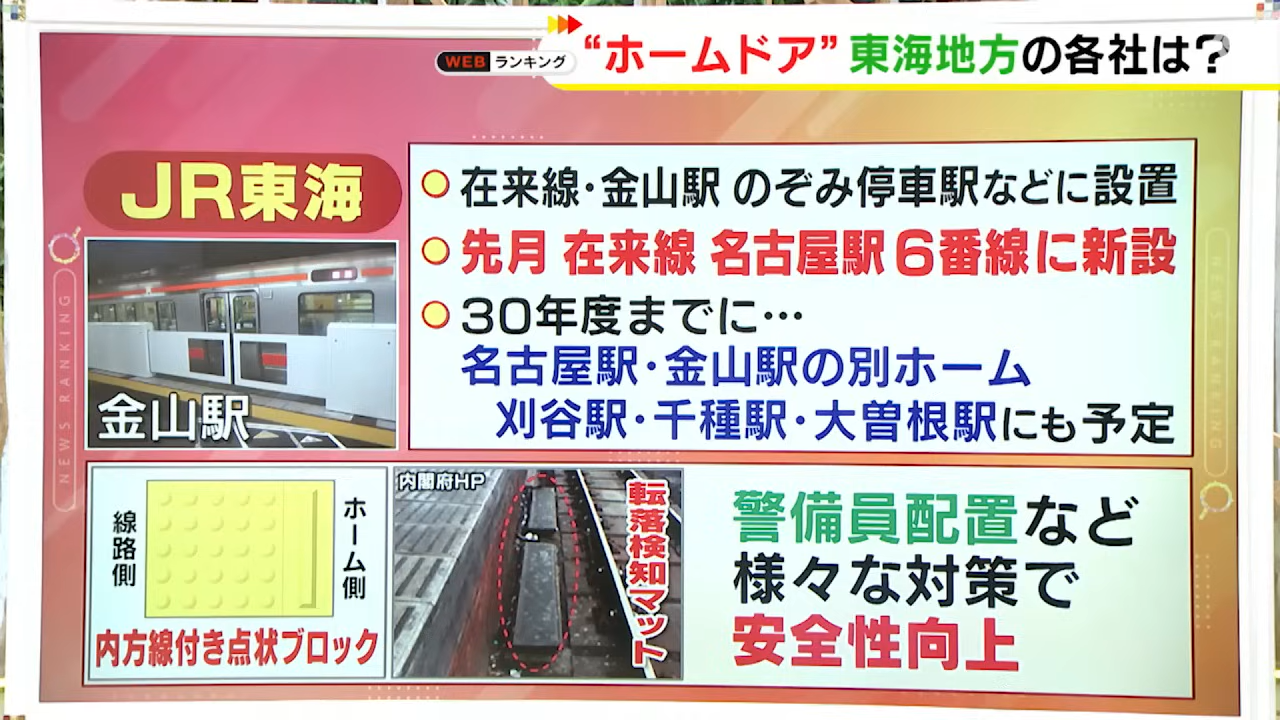 WEB ランキング
“ホームドア” 東海地方の各社は?
JR東海
金山駅
在来線・金山駅 のぞみ停車駅などに設置
先月 在来線 名古屋駅 6番線に新設
30年度までに…
名古屋駅・金山駅の別ホーム
刈谷駅・千種駅・大曽根駅にも予定
NEWS RANKING
NEWS RANKING
線路側
ホーム側
内方線付き点状ブロック
内閣府HP
転落検知マット
警備員配置など
様々な対策で
安全性向上